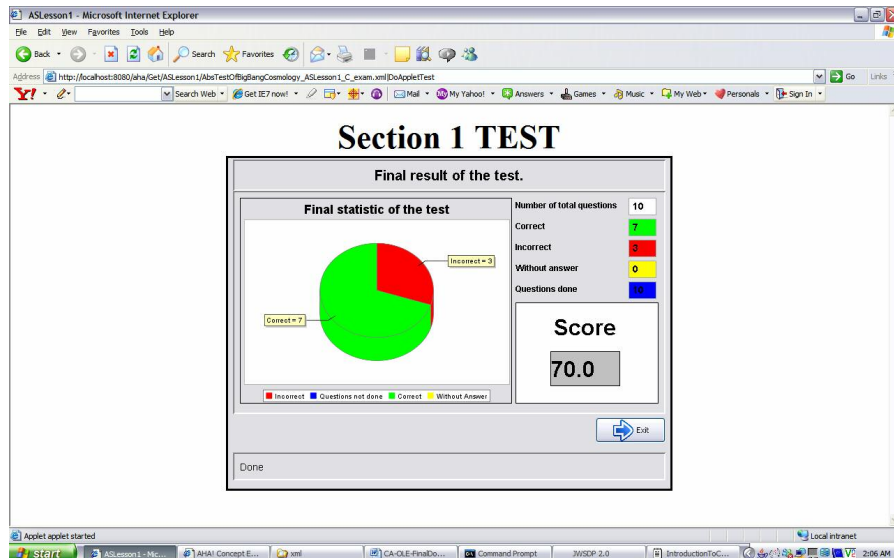 ASLesson1 - Microsoft Internet Explorer
File Edit View Favorites Tools Help
Back Search Favorites
Address http://localhost:8080/aha/Get/ASLesson1/AbsTestOfBigBangCosmology_ASLesson1_C_exam.xml|DoAppletTest Go Links
Y! Search Web Get IE7 now! Mail My Yahoo! Answers Games Music My Web Personals Sign In
Section 1 TEST
Final result of the test.
Final statistic of the test
Incorrect = 3
Correct = 7
Incorrect Questions not done Correct Without Answer
Number of total questions 10
Correct 7
Incorrect 3
Without answer 0
Questions done 10
Score
70.0
Exit
Done
Applet applet started Local intranet
start ASLesson1 - Mic... AHA! Concept E... xml CA-OLE-FinalDo... Command Prompt JWSDP 2.0 IntroductionToC... 2:06 AM